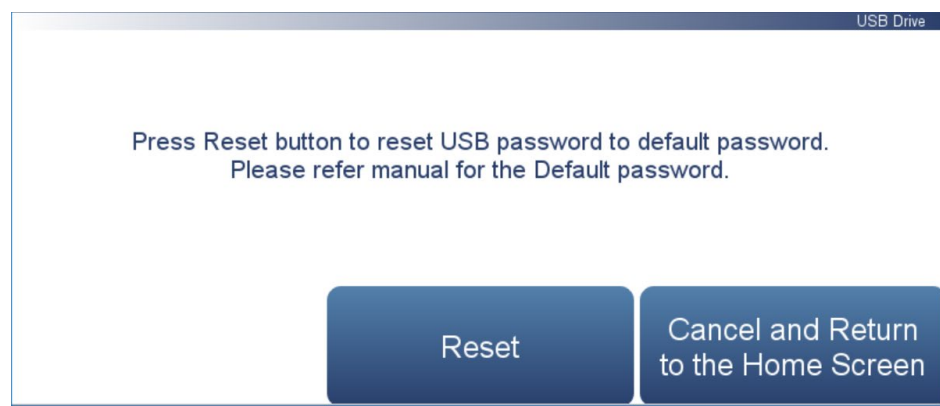 USB Drive
Press Reset button to reset USB password to default password.
Please refer manual for the Default password.
Reset
Cancel and Return
to the Home Screen